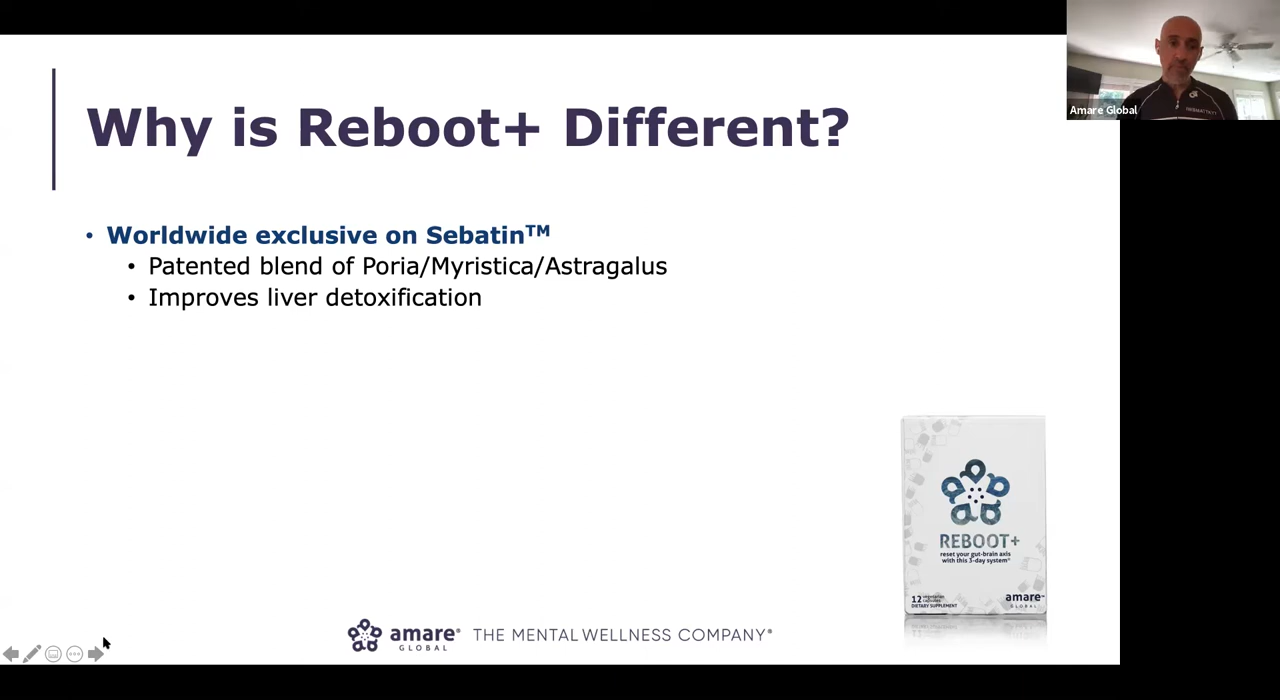 Amare Global
Why is Reboot+ Different?
• Worldwide exclusive on Sebatin™
• Patented blend of Poria/Myristica/Astragalus
• Improves liver detoxification
REBOOT+
reset your gut-brain axis
with this 3-day system*
12 vegetarian
capsules
DIETARY SUPPLEMENT
amare™
GLOBAL
amare®
GLOBAL
THE MENTAL WELLNESS COMPANY®